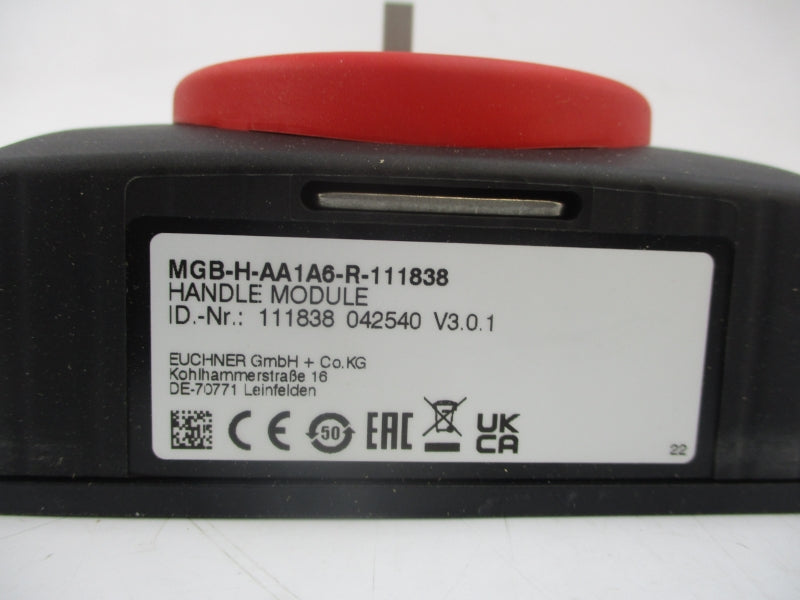 MGB-H-AA1A6-R-111838
HANDLE MODULE
ID.-Nr.: 111838 042540 V3.0.1
EUCHNER GmbH + Co.KG
Kohlhammerstraße 16
DE-70771 Leinfelden
CE 50 EAC UK
CA
22